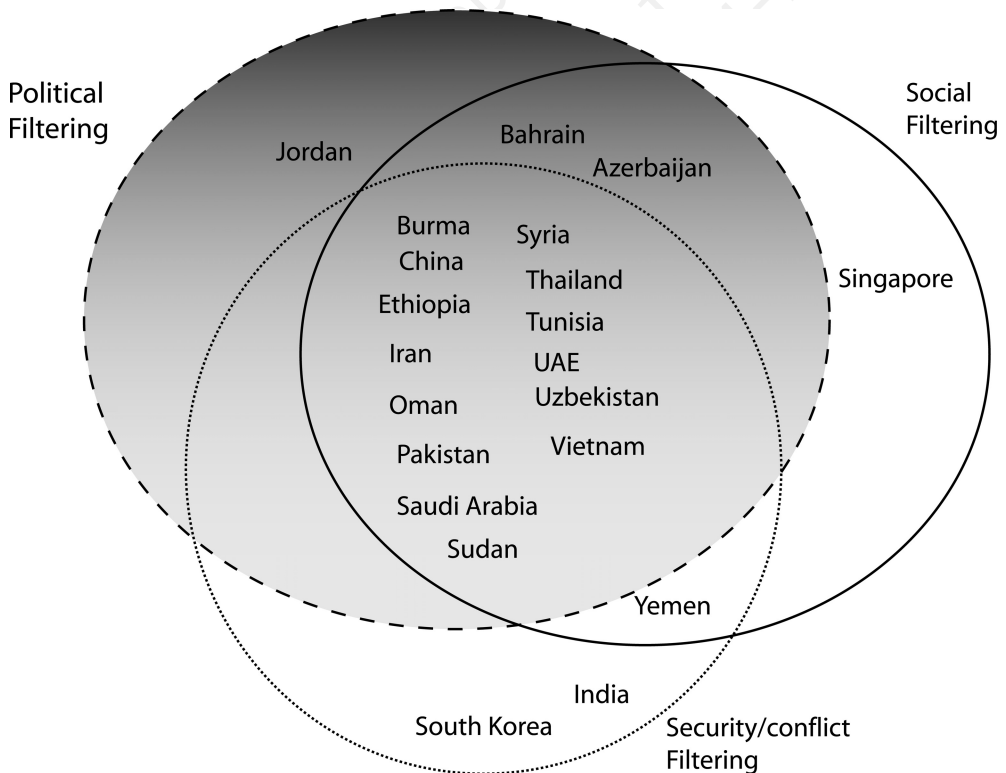 Political
Filtering
Social
Filtering
Jordan
Bahrain
Azerbaijan
Burma
Syria
China
Thailand
Singapore
Ethiopia
Tunisia
Iran
UAE
Oman
Uzbekistan
Pakistan
Vietnam
Saudi Arabia
Sudan
Yemen
India
South Korea
Security/conflict
Filtering